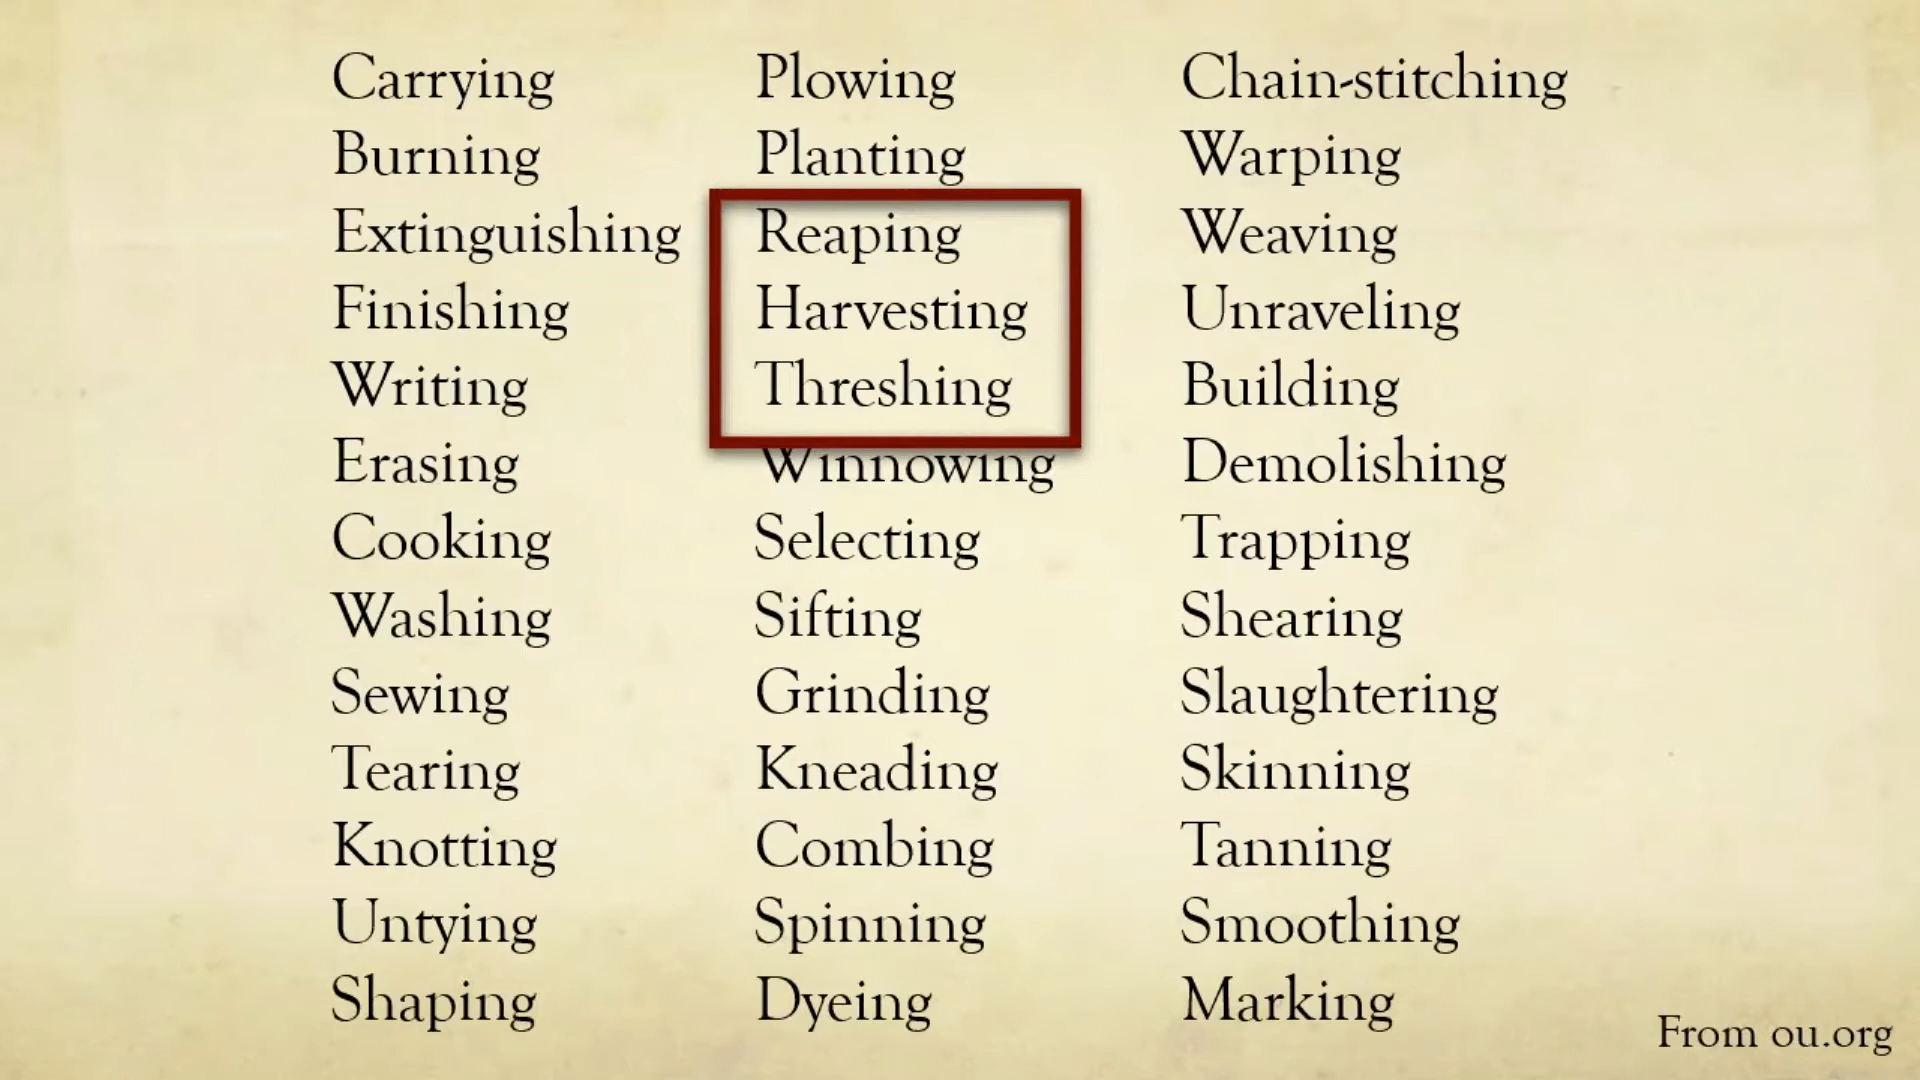 Carrying
Burning
Extinguishing
Finishing
Writing
Erasing
Cooking
Washing
Sewing
Tearing
Knotting
Untying
Shaping
Plowing
Planting
Reaping
Harvesting
Threshing
Winnowing
Selecting
Sifting
Grinding
Kneading
Combing
Spinning
Dyeing
Chain-stitching
Warping
Weaving
Unraveling
Building
Demolishing
Trapping
Shearing
Slaughtering
Skinning
Tanning
Smoothing
Marking
From ou.org